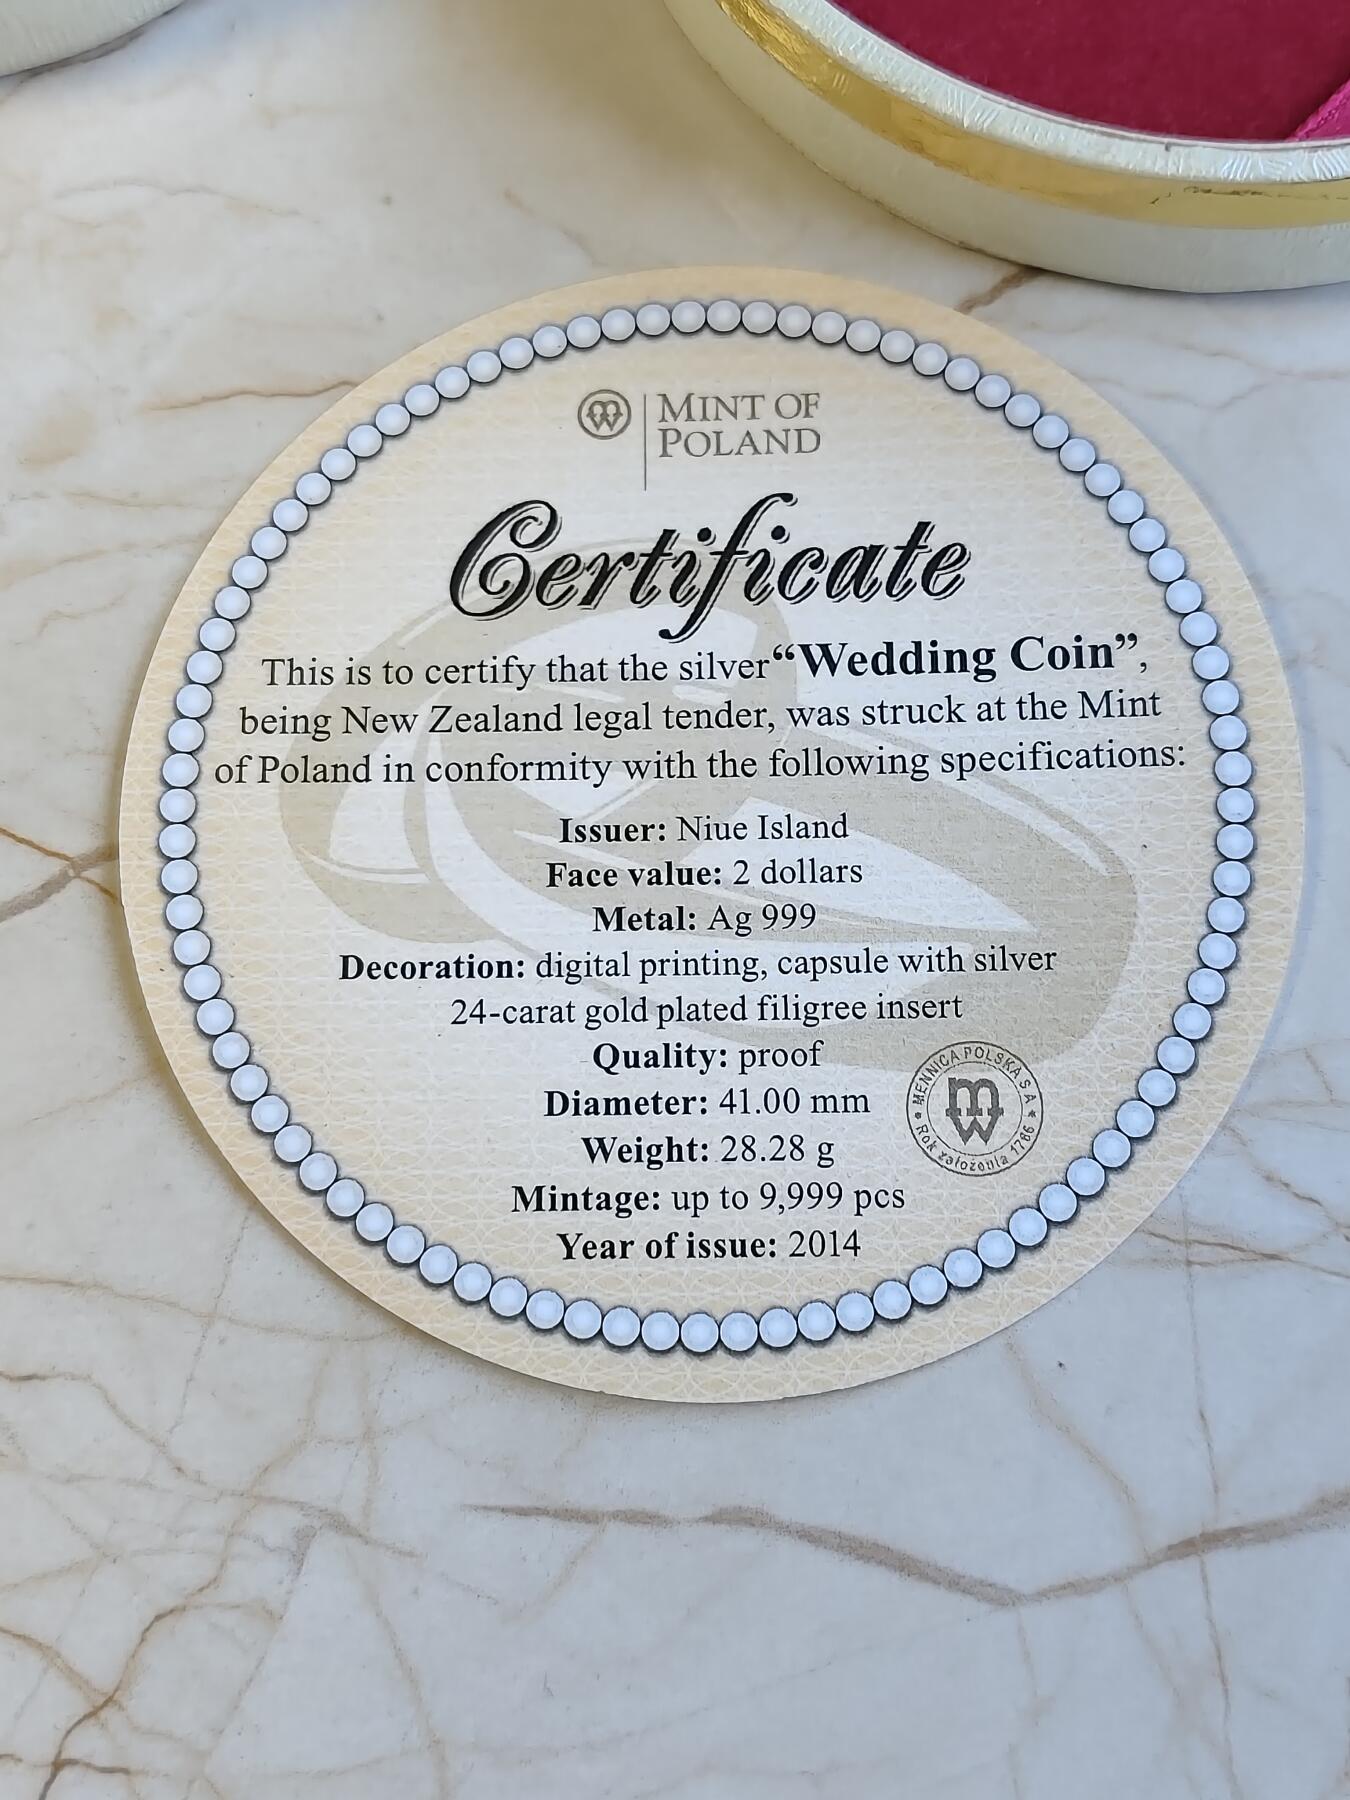 MINT OF
POLAND
Certificate
This is to certify that the silver “Wedding Coin”,
being New Zealand legal tender, was struck at the Mint
of Poland in conformity with the following specifications:
Issuer: Niue Island
Face value: 2 dollars
Metal: Ag 999
Decoration: digital printing, capsule with silver
24-carat gold plated filigree insert
Quality: proof
Diameter: 41.00 mm
Weight: 28.28 g
Mintage: up to 9,999 pcs
Year of issue: 2014
MENNICA POLSKA S A
Rok założenia 1766